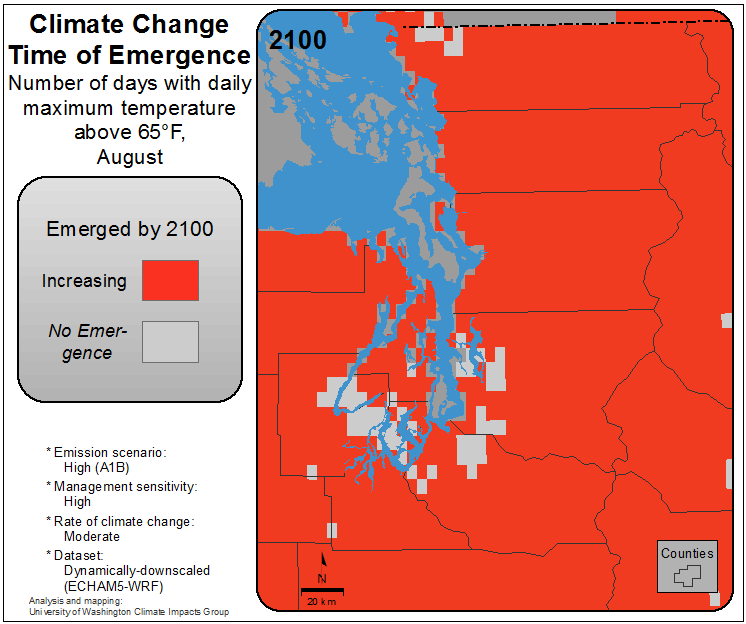 Climate Change
Time of Emergence
Number of days with daily
maximum temperature
above 65°F,
August
Emerged by 2100
Increasing
No Emer-
gence
* Emission scenario:
High (A1B)
* Management sensitivity:
High
* Rate of climate change:
Moderate
* Dataset:
Dynamically-downscaled
(ECHAM5-WRF)
Analysis and mapping:
University of Washington Climate Impacts Group
2100
N
20 km
Counties